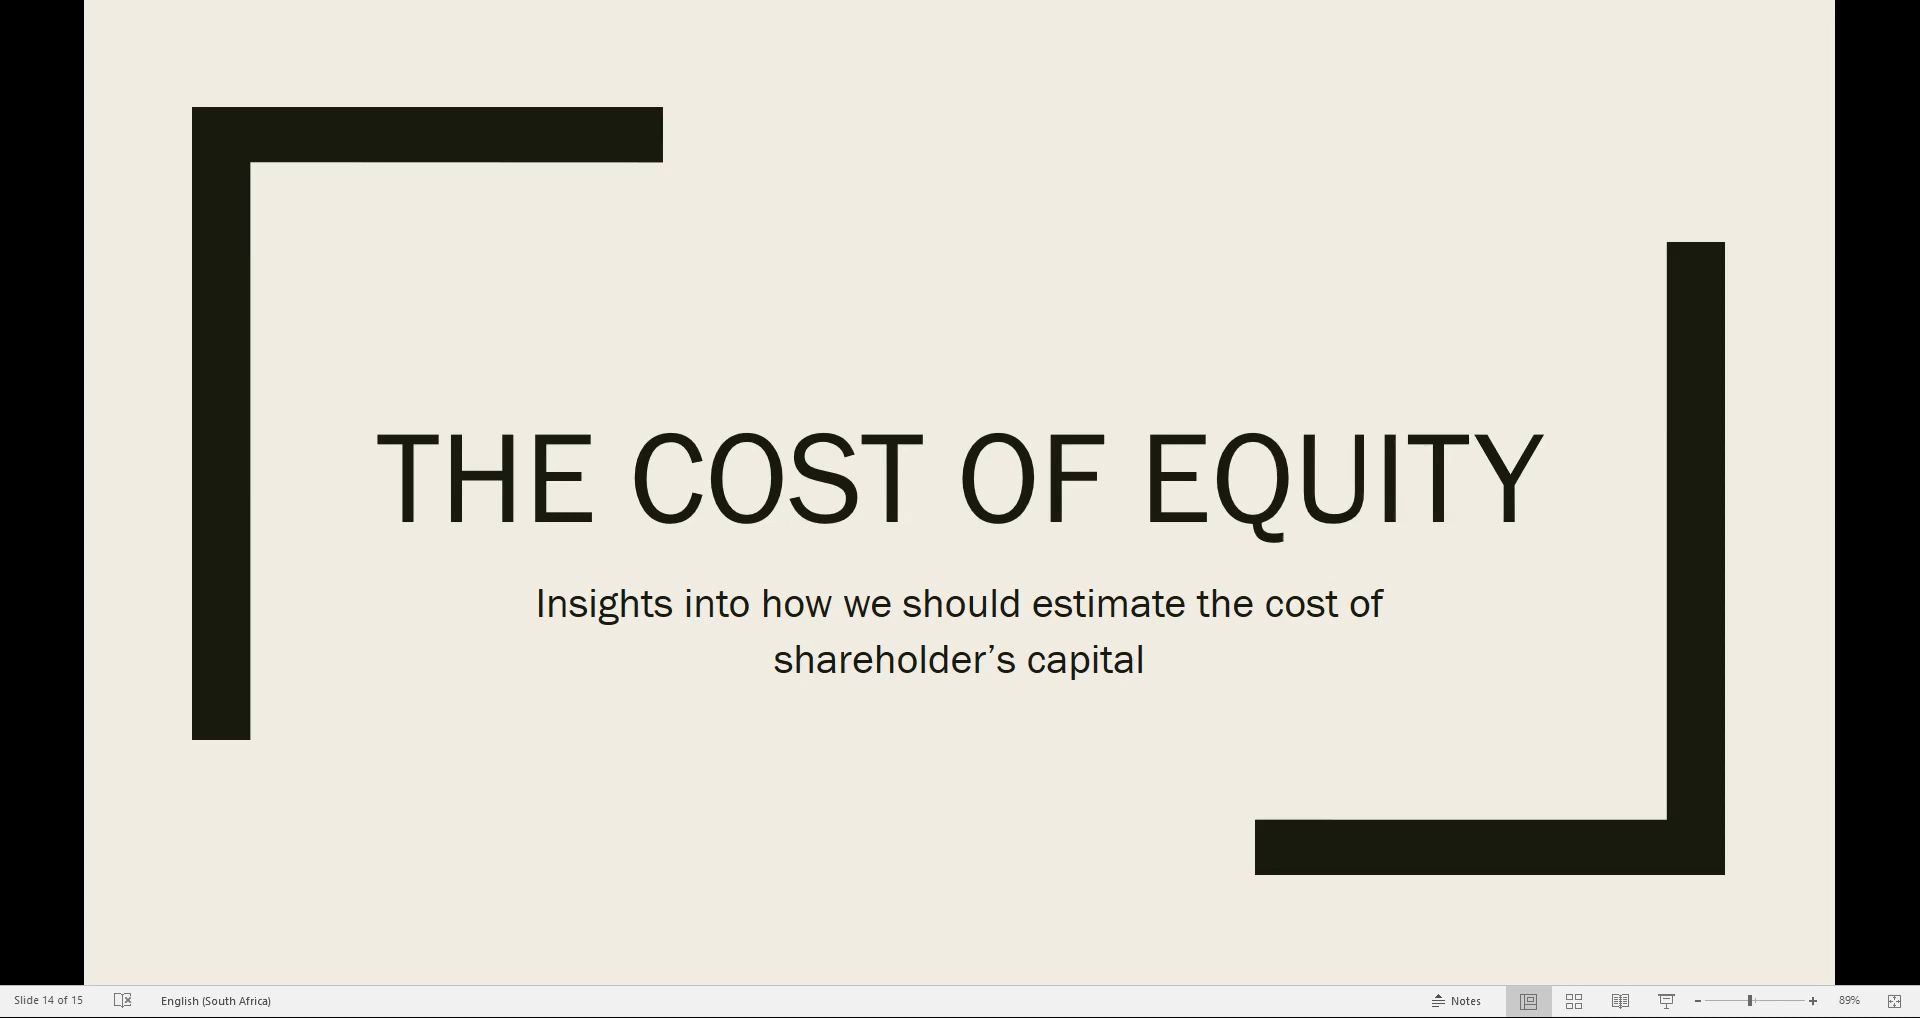 THE COST OF EQUITY
Insights into how we should estimate the cost of
shareholder’s capital
Slide 14 of 15
English (South Africa)
Notes
89%